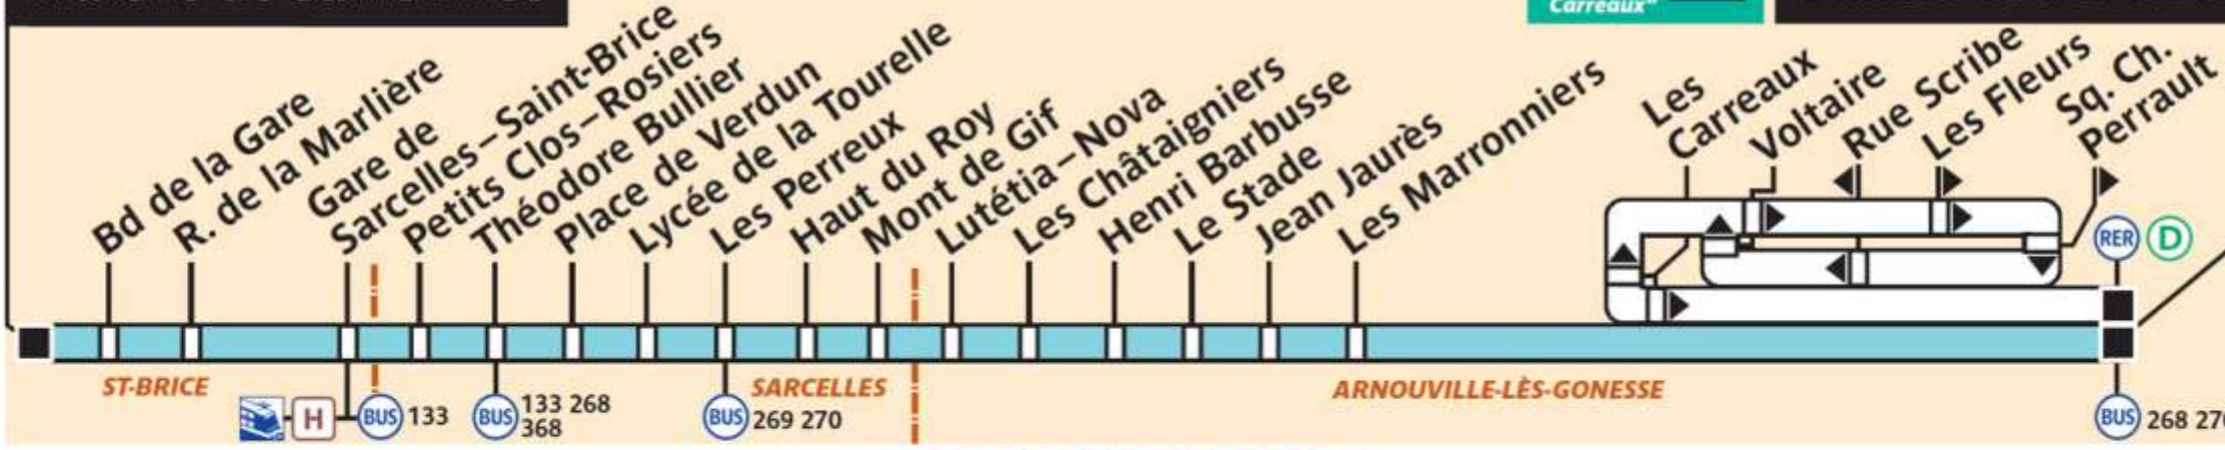 Carreaux"
Bd de la Gare
R. de la Marlière
Gare de
Sarcelles–Saint-Brice
Petits Clos–Rosiers
Théodore Bullier
Place de Verdun
Lycée de la Tourelle
Les Perreux
Haut du Roy
Mont de Gif
Lutétia–Nova
Les Châtaigniers
Henri Barbusse
Le Stade
Jean Jaurès
Les Marronniers
Les
Carreaux
Voltaire
Rue Scribe
Les Fleurs
Sq. Ch.
Perrault
RER D
ST-BRICE
SARCELLES
ARNOUVILLE-LÈS-GONESSE
H BUS 133
BUS 133 268
368
BUS 269 270
BUS 268